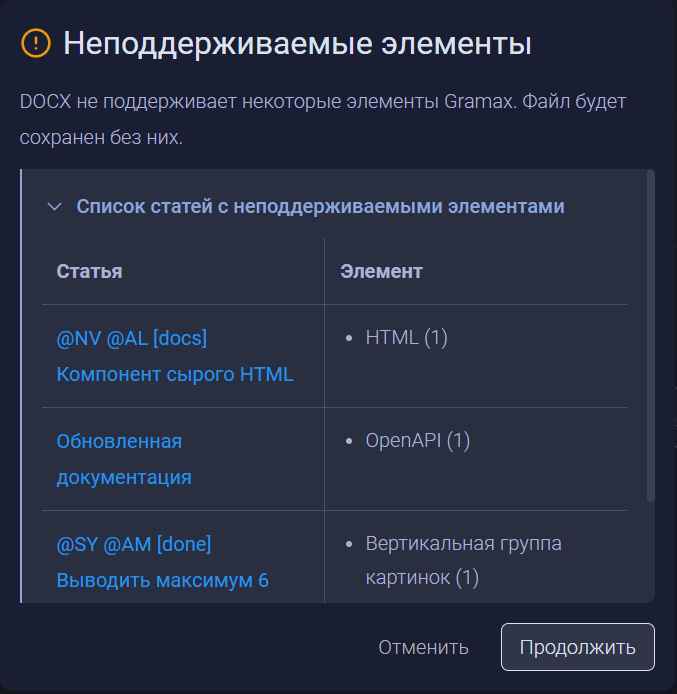 Неподдерживаемые элементы
DOCX не поддерживает некоторые элементы Gramax. Файл будет
сохранен без них.
Список статей с неподдерживаемыми элементами
Статья
Элемент
@NV @AL [docs]
Компонент сырого HTML
HTML (1)
Обновленная
документация
OpenAPI (1)
@SY @AM [done]
Выводить максимум 6
Вертикальная группа
картинок (1)
Отменить
Продолжить